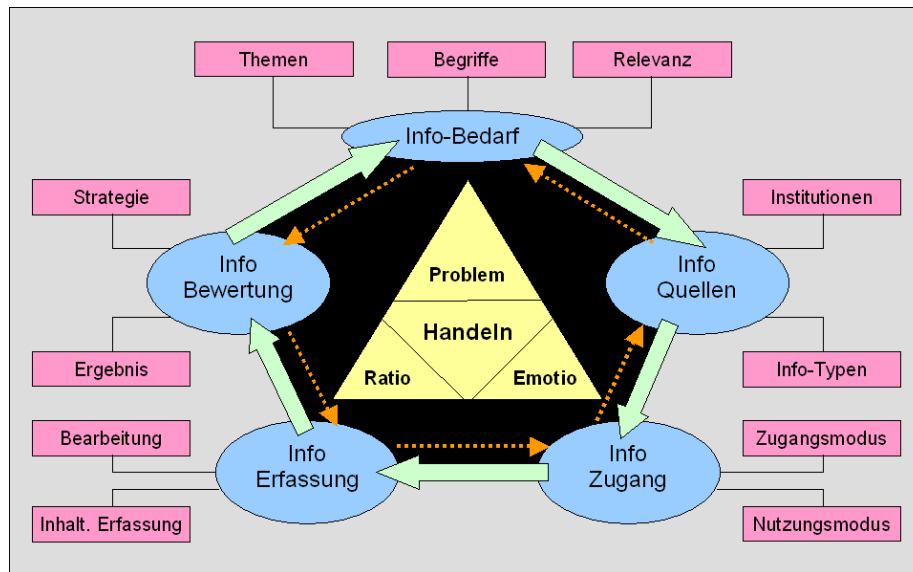 Themen
Begriffe
Relevanz
Info-Bedarf
Strategie
Institutionen
Info
Bewertung
Info
Quellen
Problem
Handeln
Ratio
Emotio
Ergebnis
Info-Typen
Bearbeitung
Zugangsmodus
Info
Erfassung
Info
Zugang
Inhalt. Erfassung
Nutzungsmodus